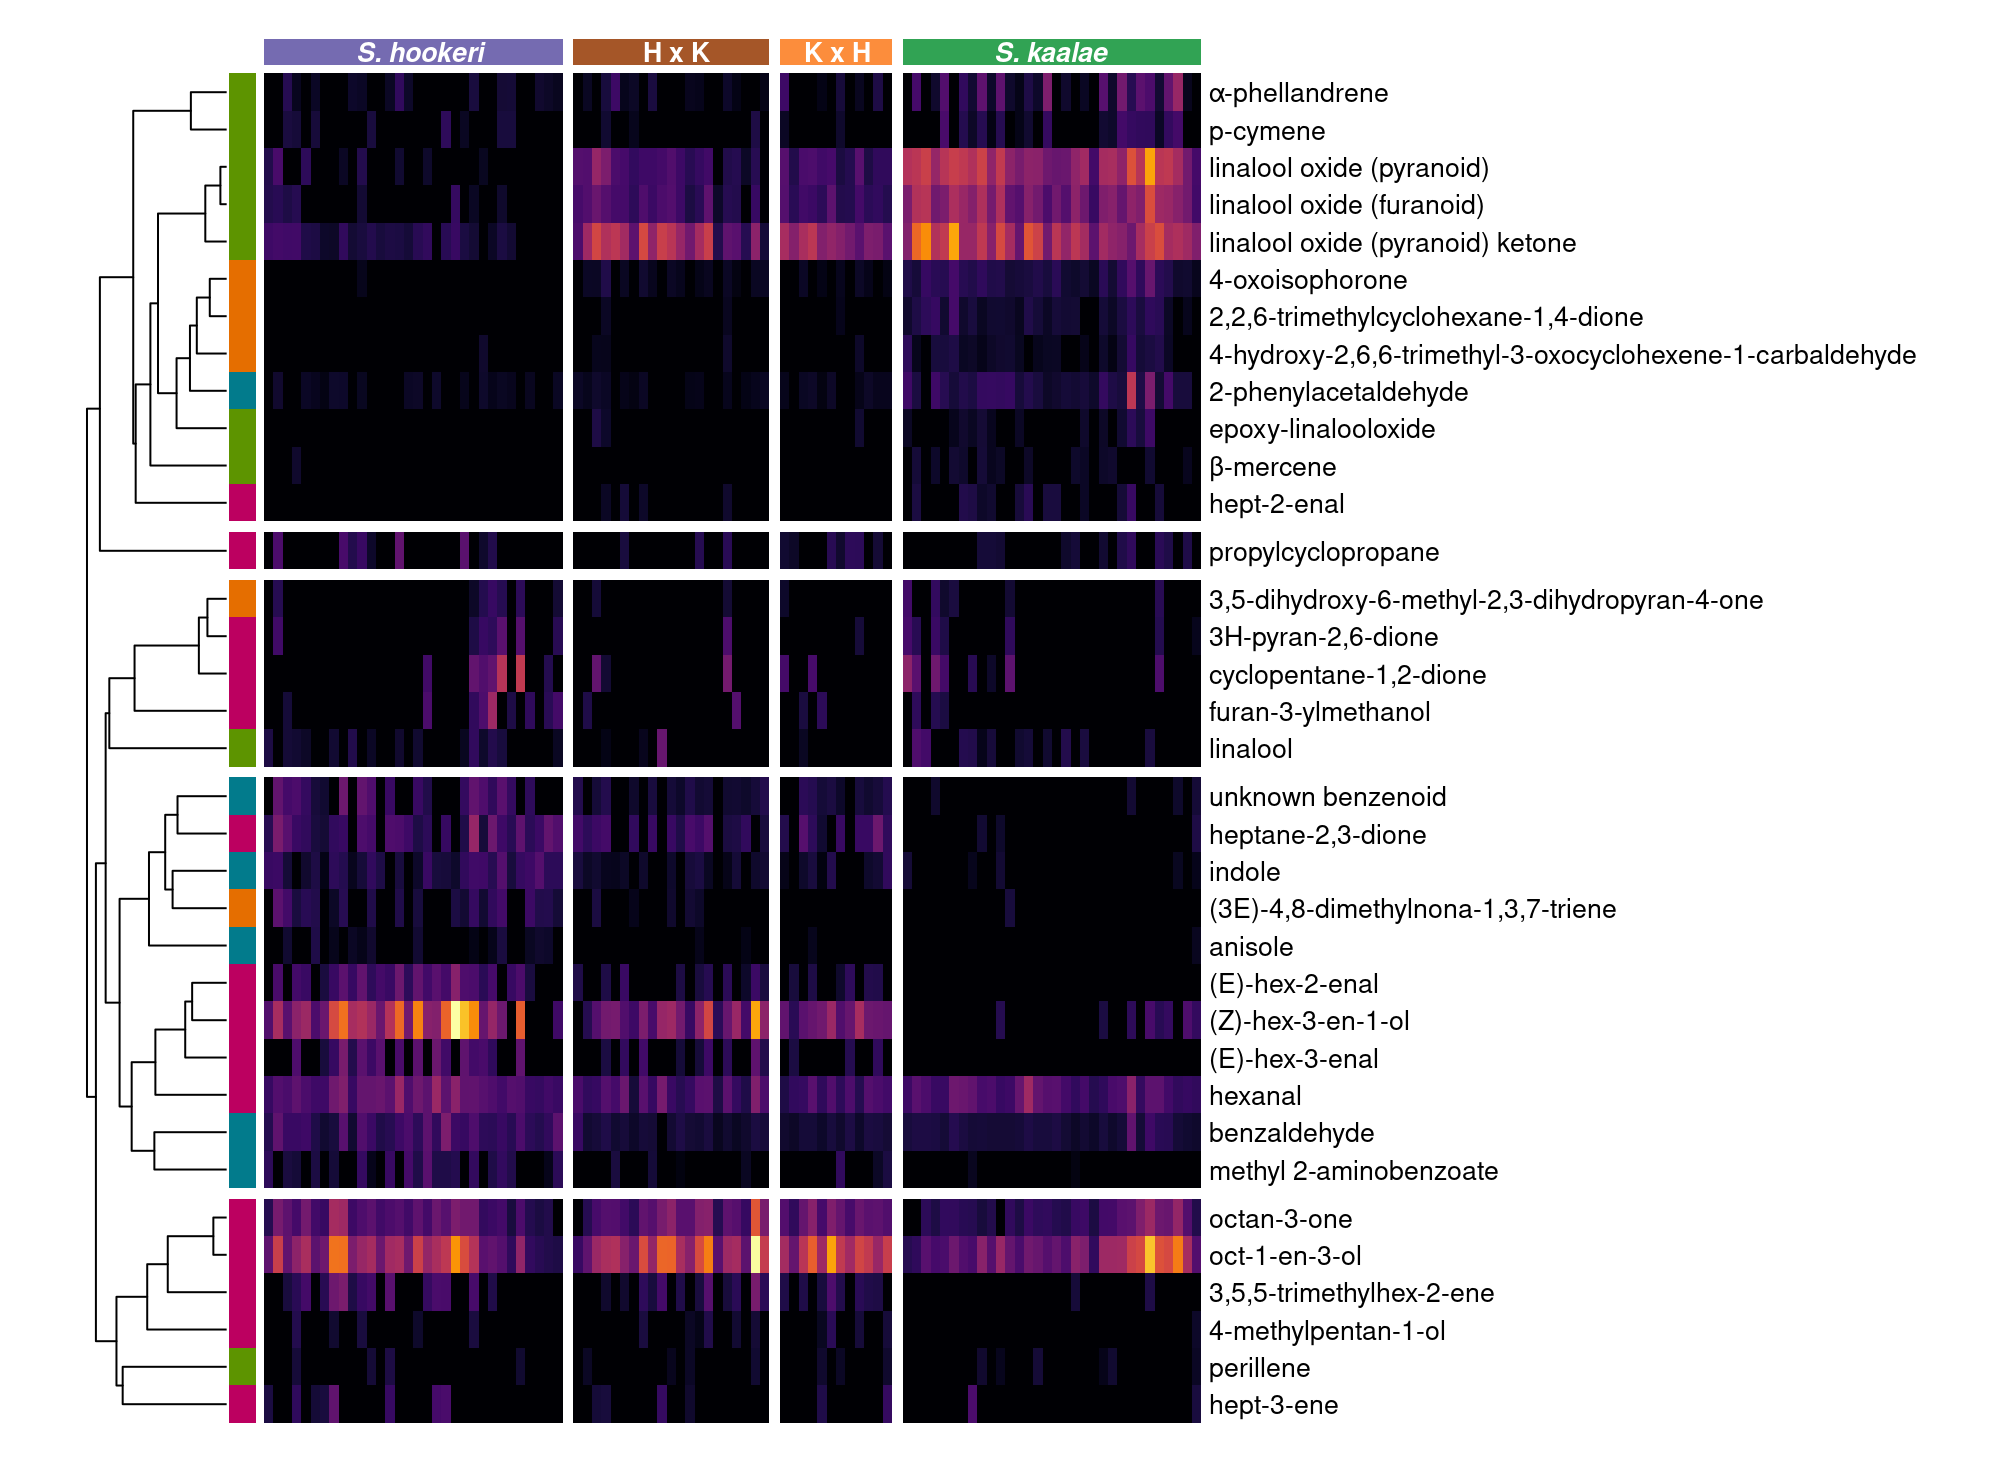 S. hookeri
H x K
K x H
S. kaalae
α-phellandrene
p-cymene
linalool oxide (pyranoid)
linalool oxide (furanoid)
linalool oxide (pyranoid) ketone
4-oxoisophorone
2,2,6-trimethylcyclohexane-1,4-dione
4-hydroxy-2,6,6-trimethyl-3-oxocyclohexene-1-carbaldehyde
2-phenylacetaldehyde
epoxy-linalooloxide
β-mercene
hept-2-enal
propylcyclopropane
3,5-dihydroxy-6-methyl-2,3-dihydropyran-4-one
3H-pyran-2,6-dione
cyclopentane-1,2-dione
furan-3-ylmethanol
linalool
unknown benzenoid
heptane-2,3-dione
indole
(3E)-4,8-dimethylnona-1,3,7-triene
anisole
(E)-hex-2-enal
(Z)-hex-3-en-1-ol
(E)-hex-3-enal
hexanal
benzaldehyde
methyl 2-aminobenzoate
octan-3-one
oct-1-en-3-ol
3,5,5-trimethylhex-2-ene
4-methylpentan-1-ol
perillene
hept-3-ene